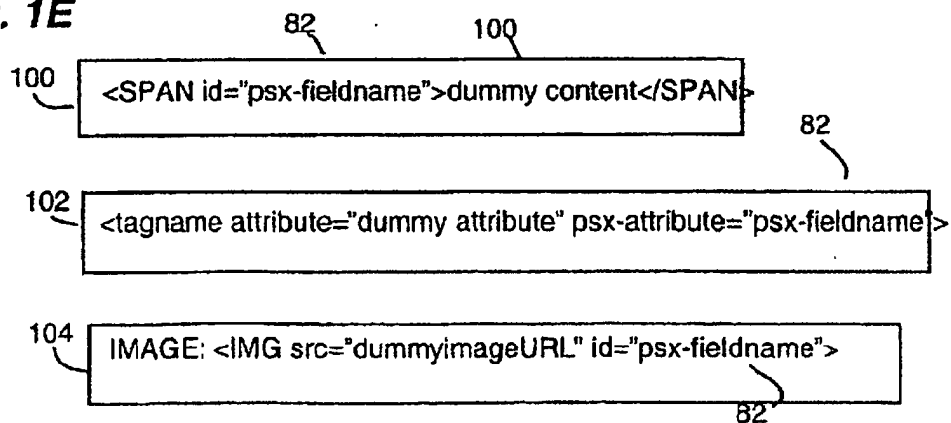 . 1E
82 100
100 <SPAN id="psx-fieldname">dummy content</SPAN>
82
102 <tagname attribute="dummy attribute" psx-attribute="psx-fieldname">
104 IMAGE: <IMG src="dummyimageURL" id="psx-fieldname">
82